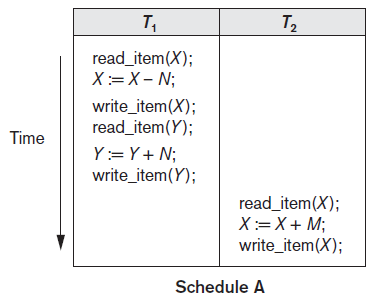 T1 T2
read_item(X);
X := X – N;
write_item(X);
read_item(Y);
Time
Y := Y + N;
write_item(Y);
read_item(X);
X := X + M;
write_item(X);
Schedule A